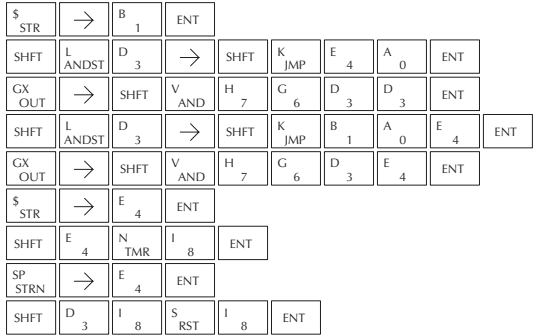 $ STR → B 1 ENT
SHFT L ANDST D 3 → SHFT K JMP E 4 A 0 ENT
GX OUT → SHFT V AND H 7 G 6 D 3 D 3 ENT
SHFT L ANDST D 3 → SHFT K JMP B 1 A 0 E 4 ENT
GX OUT → SHFT V AND H 7 G 6 D 3 E 4 ENT
$ STR → E 4 ENT
SHFT E 4 N TMR I 8 ENT
SP STRN → E 4 ENT
SHFT D 3 I 8 S RST I 8 ENT